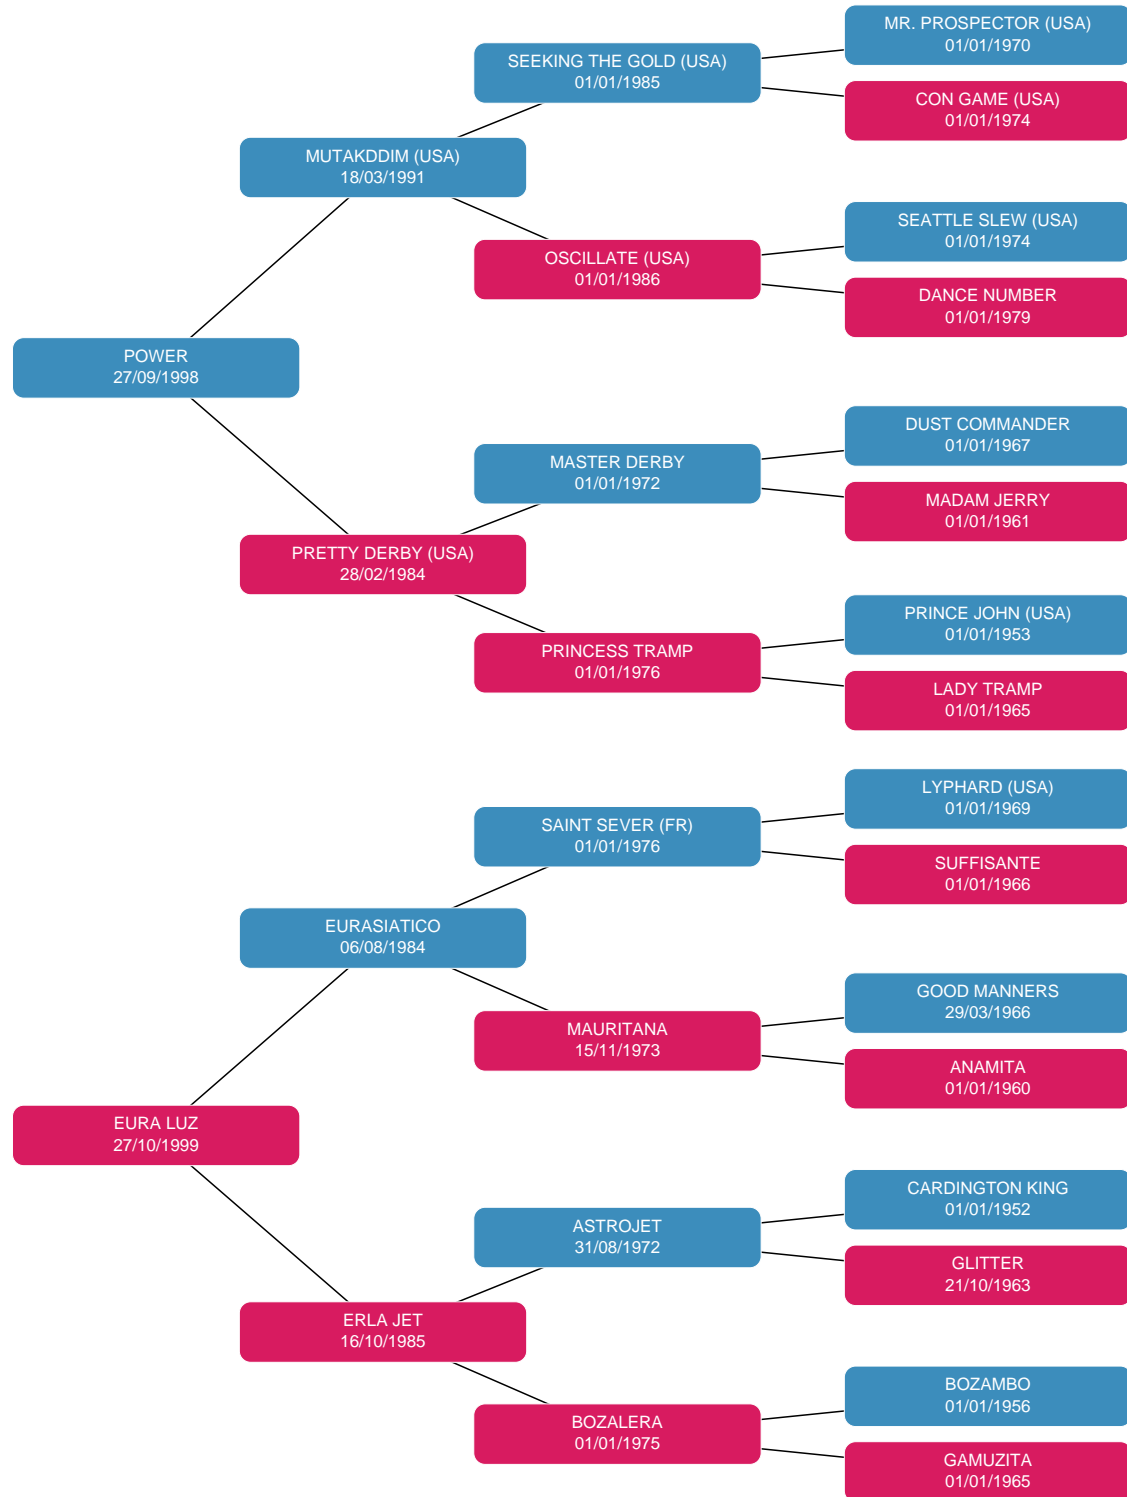 MR. PROSPECTOR (USA)
01/01/1970
SEEKING THE GOLD (USA)
01/01/1985
CON GAME (USA)
01/01/1974
MUTAKDDIM (USA)
18/03/1991
SEATTLE SLEW (USA)
01/01/1974
OSCILLATE (USA)
01/01/1986
DANCE NUMBER
01/01/1979
POWER
27/09/1998
DUST COMMANDER
01/01/1967
MASTER DERBY
01/01/1972
MADAM JERRY
01/01/1961
PRETTY DERBY (USA)
28/02/1984
PRINCE JOHN (USA)
01/01/1953
PRINCESS TRAMP
01/01/1976
LADY TRAMP
01/01/1965
LYPHARD (USA)
01/01/1969
SAINT SEVER (FR)
01/01/1976
SUFFISANTE
01/01/1966
EURASIATICO
06/08/1984
GOOD MANNERS
29/03/1966
MAURITANA
15/11/1973
ANAMITA
01/01/1960
EURA LUZ
27/10/1999
CARDINGTON KING
01/01/1952
ASTROJET
31/08/1972
GLITTER
21/10/1963
ERLA JET
16/10/1985
BOZAMBO
01/01/1956
BOZALERA
01/01/1975
GAMUZITA
01/01/1965